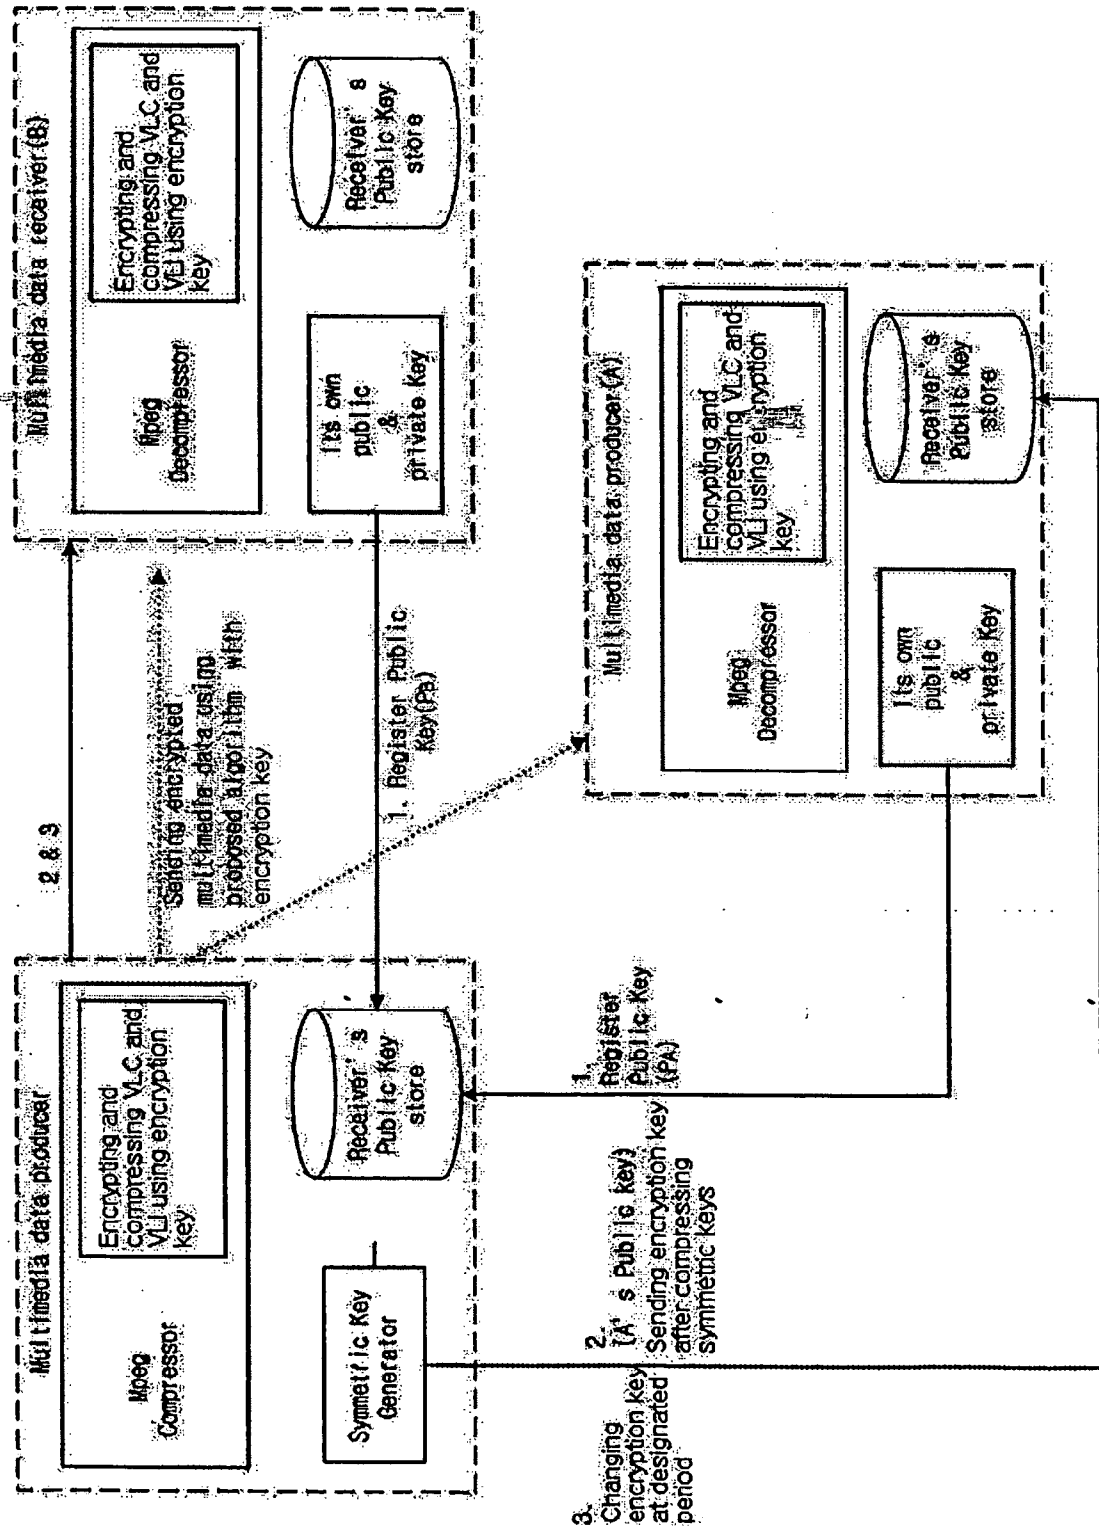 Multimedia data producer
Mpeg
Compressor
Encrypting and
compressing VLC and
VLI using encryption
key
Symmetric Key
Generator
Receiver's
Public Key
store
2 & 3
Sending encrypted
multimedia data using
proposed algorithm with
encryption key
1. Register Public
Key(PB)
Multimedia data receiver(B)
Mpeg
Decompressor
Encrypting and
compressing VLC and
VLI using encryption
key
Its own
public
&
private Key
Receiver's
Public Key
store
3.
Changing
encryption key
at designated
period
2.
(A's Public key)
Sending encryption key
after compressing
symmetric keys
1.
Register
Public Key
(PA)
Multimedia data producer(A)
Mpeg
Decompressor
Encrypting and
compressing VLC and
VLI using encryption
key
Its own
public
&
private Key
Receiver's
Public Key
store